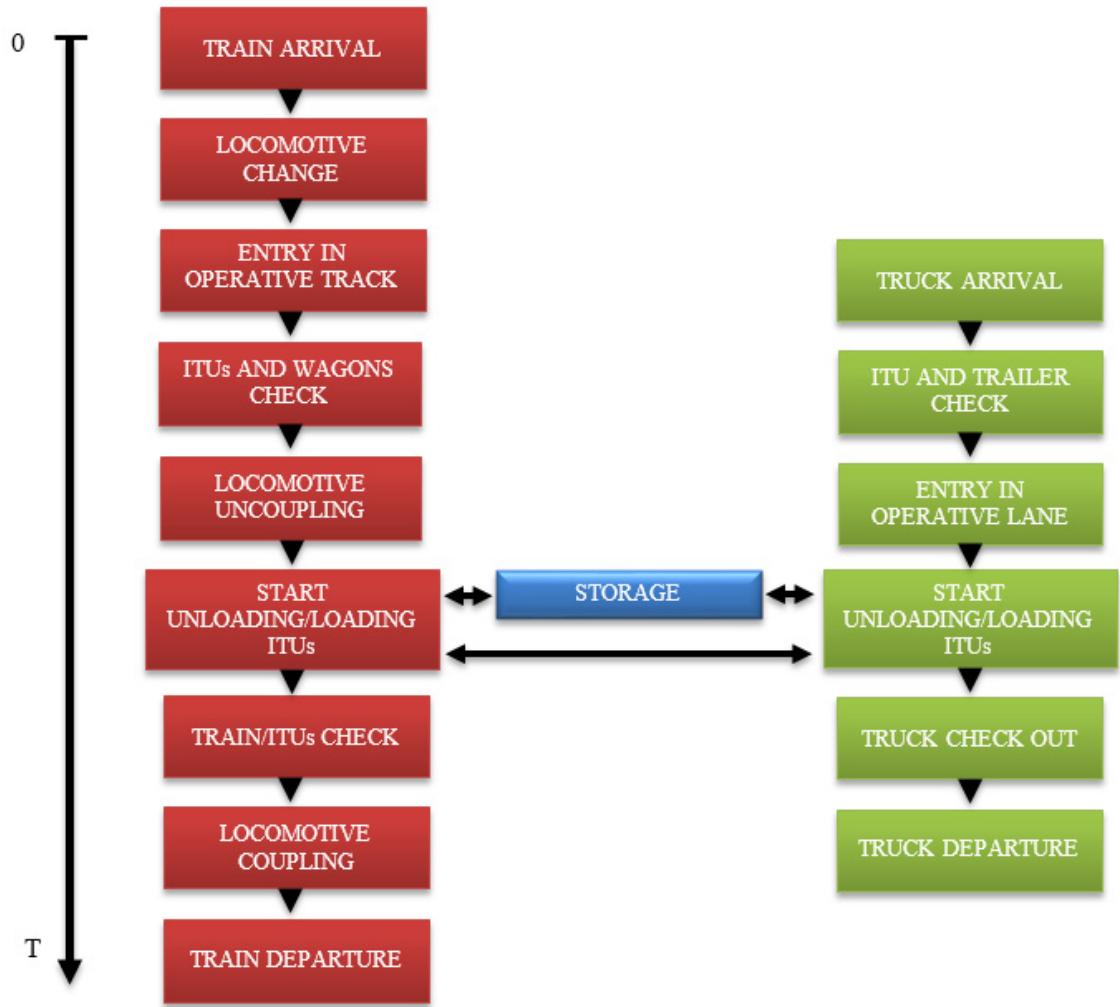 0
TRAIN ARRIVAL
LOCOMOTIVE
CHANGE
ENTRY IN
OPERATIVE TRACK
ITUs AND WAGONS
CHECK
LOCOMOTIVE
UNCOUPLING
START
UNLOADING/LOADING
ITUs
TRAIN/ITUs CHECK
LOCOMOTIVE
COUPLING
TRAIN DEPARTURE
T
STORAGE
TRUCK ARRIVAL
ITU AND TRAILER
CHECK
ENTRY IN
OPERATIVE LANE
START
UNLOADING/LOADING
ITUs
TRUCK CHECK OUT
TRUCK DEPARTURE